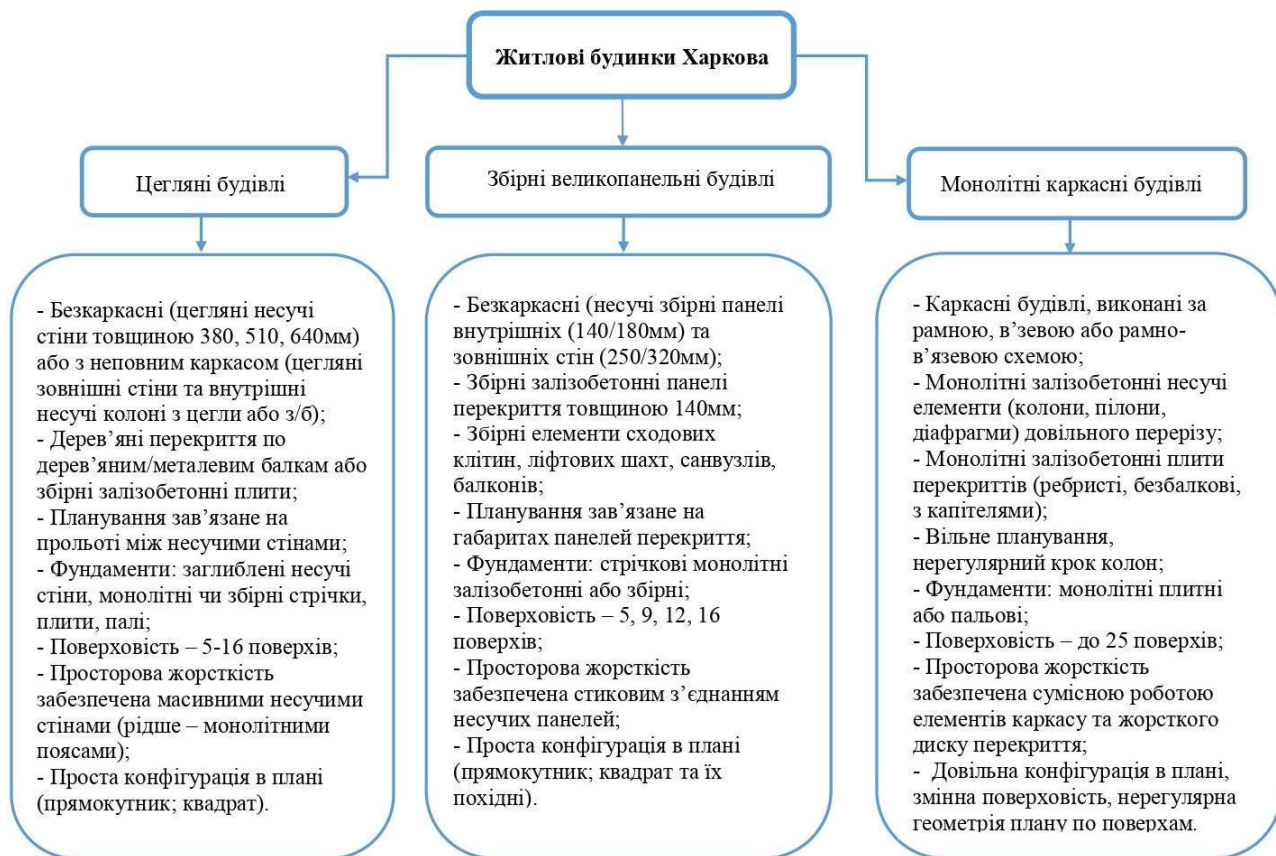 Житлові будинки Харкова
Цегляні будівлі
Збірні великопанельні будівлі
Монолітні каркасні будівлі
- Безкаркасні (цегляні несучі
стіни товщиною 380, 510, 640мм)
або з неповним каркасом (цегляні
зовнішні стіни та внутрішні
несучі колоні з цегли або з/б);
- Дерев’яні перекриття по
дерев’яним/металевим балкам або
збірні залізобетонні плити;
- Планування зав’язане на
прольоті між несучими стінами;
- Фундаменти: заглиблені несучі
стіни, монолітні чи збірні стрічки,
плити, палі;
- Поверховість – 5-16 поверхів;
- Просторова жорсткість
забезпечена масивними несучими
стінами (рідше – монолітними
поясами);
- Проста конфігурація в плані
(прямокутник; квадрат).
- Безкаркасні (несучі збірні панелі
внутрішніх (140/180мм) та
зовнішніх стін (250/320мм);
- Збірні залізобетонні панелі
перекриття товщиною 140мм;
- Збірні елементи сходових
клітин, ліфтових шахт, санвузлів,
балконів;
- Планування зав’язане на
габаритах панелей перекриття;
- Фундаменти: стрічкові монолітні
залізобетонні або збірні;
- Поверховість – 5, 9, 12, 16
поверхів;
- Просторова жорсткість
забезпечена стиковим з’єднанням
несучих панелей;
- Проста конфігурація в плані
(прямокутник; квадрат та їх
похідні).
- Каркасні будівлі, виконані за
рамною, в’зевою або рамно-
в’язевою схемою;
- Монолітні залізобетонні несучі
елементи (колони, пілони,
діафрагми) довільного перерізу;
- Монолітні залізобетонні плити
перекриттів (ребристі, безбалкові,
з капітелями);
- Вільне планування,
нерегулярний крок колон;
- Фундаменти: монолітні плитні
або пальові;
- Поверховість – до 25 поверхів;
- Просторова жорсткість
забезпечена сумісною роботою
елементів каркасу та жорсткого
диску перекриття;
- Довільна конфігурація в плані,
змінна поверховість, нерегулярна
геометрія плану по поверхам.